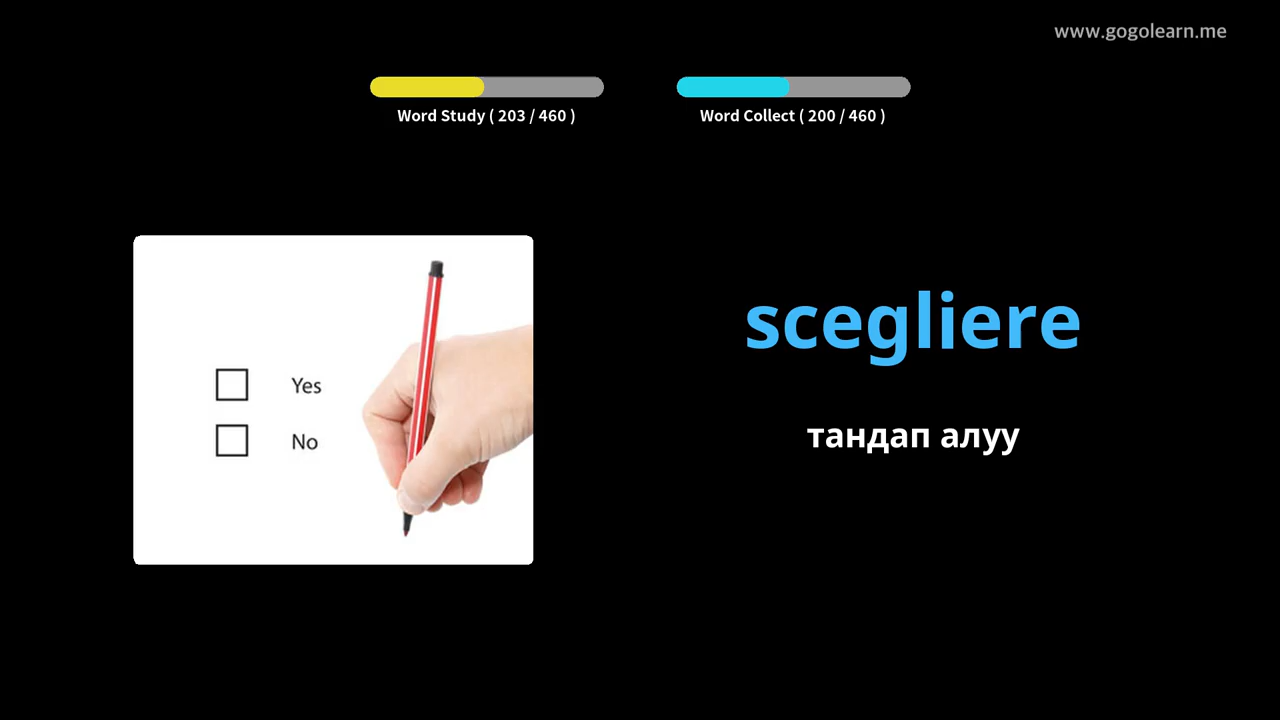 www.gogolearn.me
Word Study ( 203 / 460 )
Word Collect ( 200 / 460 )
Yes
No
scegliere
тандап алуу